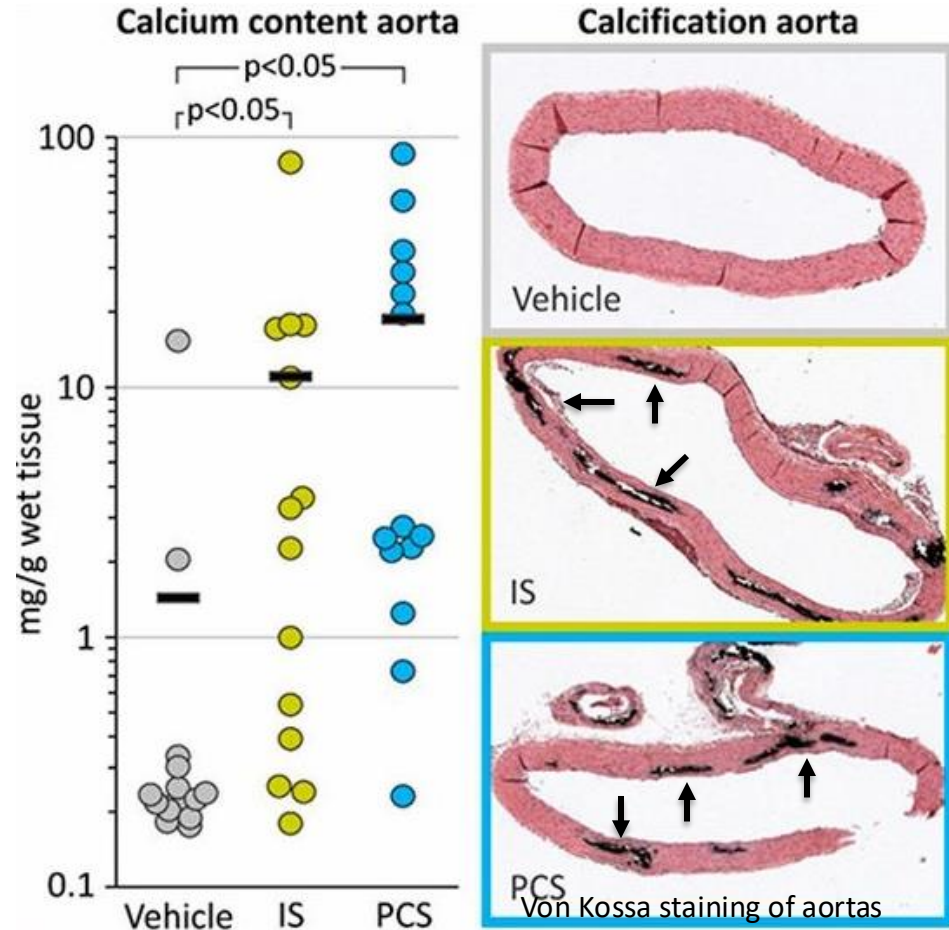 Calcium content aorta
p<0.05
p<0.05
100
10
1
0.1
mg/g wet tissue
Vehicle
IS
PCS
Calcification aorta
Vehicle
IS
PCS
Von Kossa staining of aortas